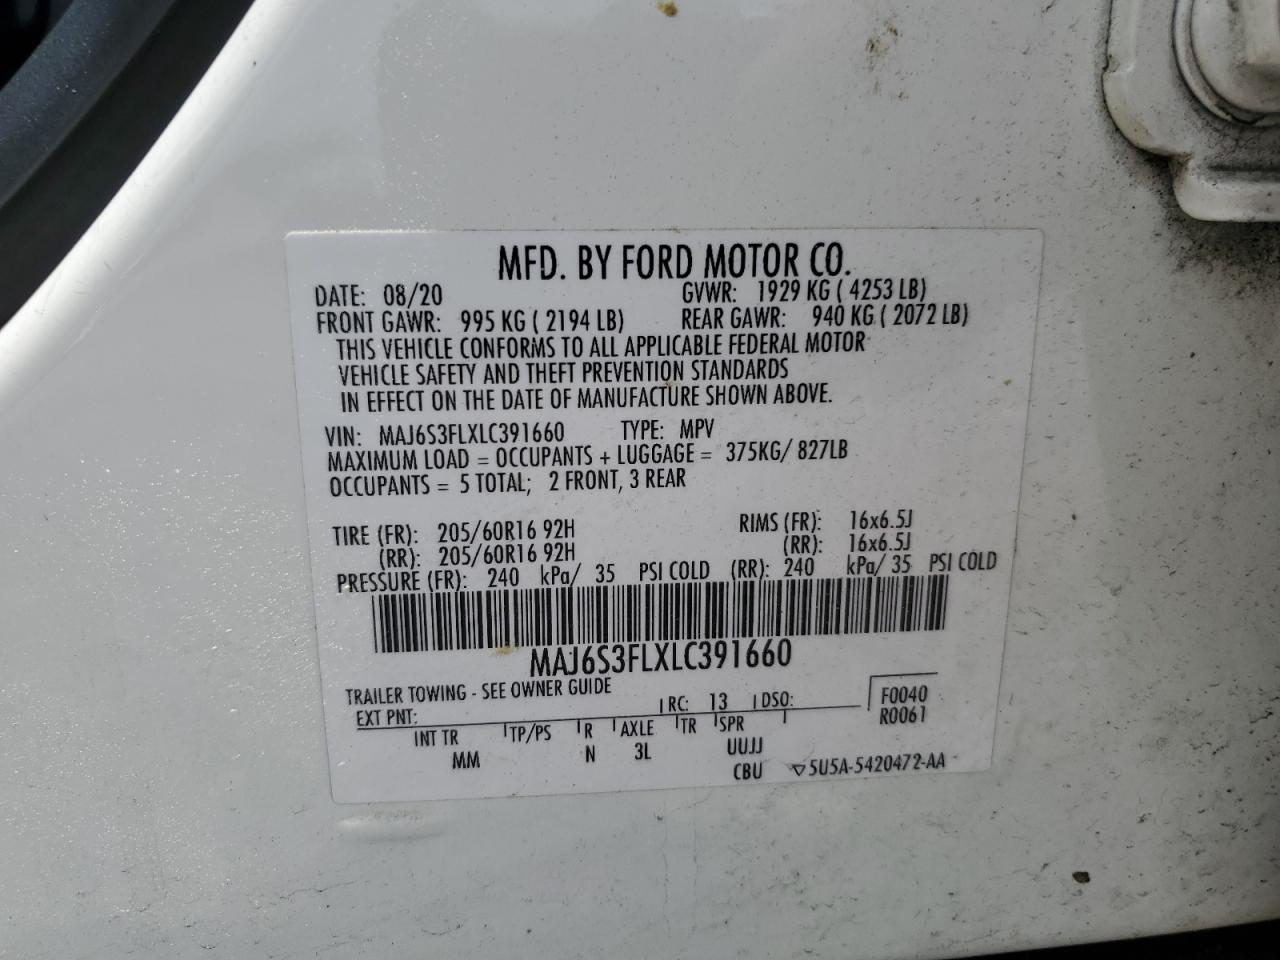 MFD. BY FORD MOTOR CO.
DATE: 08/20 GVWR: 1929 KG ( 4253 LB)
FRONT GAWR: 995 KG ( 2194 LB) REAR GAWR: 940 KG ( 2072 LB)
THIS VEHICLE CONFORMS TO ALL APPLICABLE FEDERAL MOTOR
VEHICLE SAFETY AND THEFT PREVENTION STANDARDS
IN EFFECT ON THE DATE OF MANUFACTURE SHOWN ABOVE.
VIN: MAJ6S3FLXLC391660 TYPE: MPV
MAXIMUM LOAD = OCCUPANTS + LUGGAGE = 375KG/ 827LB
OCCUPANTS = 5 TOTAL; 2 FRONT, 3 REAR
TIRE (FR): 205/60R16 92H RIMS (FR): 16x6.5J
(RR): 205/60R16 92H (RR): 16x6.5J
PRESSURE (FR): 240 kPa/ 35 PSI COLD (RR): 240 kPa/ 35 PSI COLD
MAJ6S3FLXLC391660
TRAILER TOWING - SEE OWNER GUIDE
EXT PNT: RC: 13 DSO: F0040
R0061
INT TR TP/PS R AXLE TR SPR
MM N 3L UUJJ
CBU ▽5U5A-5420472-AA